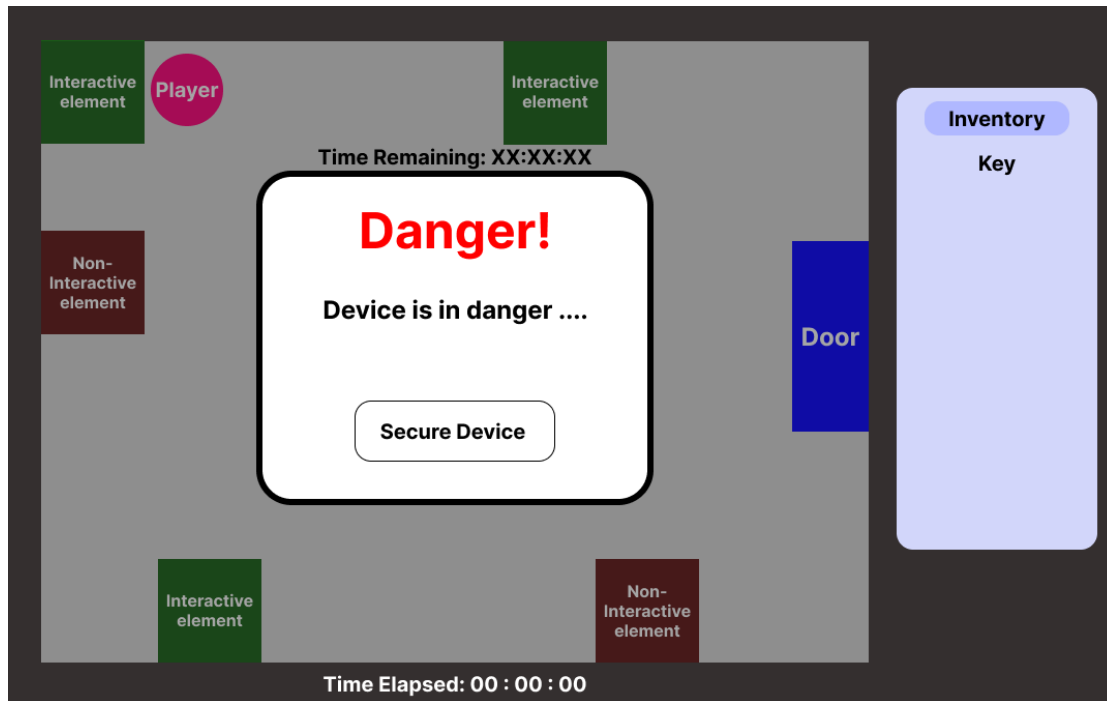 Interactive
element
Player
Interactive
element
Inventory
Key
Time Remaining: XX:XX:XX
Danger!
Device is in danger ....
Secure Device
Non-
Interactive
element
Door
Interactive
element
Non-
Interactive
element
Time Elapsed: 00 : 00 : 00